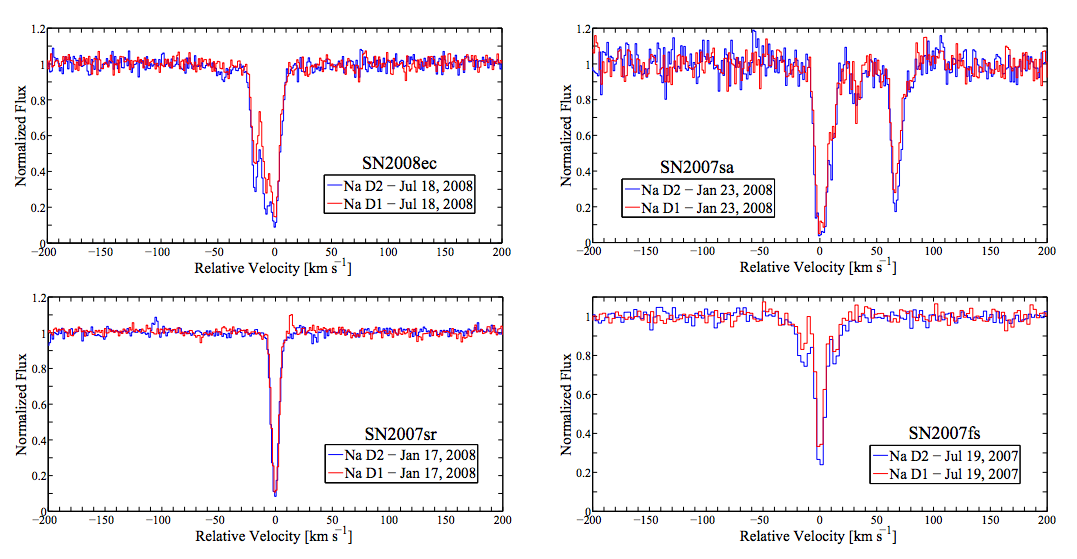 1.2
1
0.8
0.6
0.4
0.2
0
Normalized Flux
SN2008ec
Na D2 − Jul 18, 2008
Na D1 − Jul 18, 2008
−200 −150 −100 −50 0 50 100 150 200
Relative Velocity [km s−1]
1.2
1
0.8
0.6
0.4
0.2
0
Normalized Flux
SN2007sa
Na D2 − Jan 23, 2008
Na D1 − Jan 23, 2008
−200 −150 −100 −50 0 50 100 150 200
Relative Velocity [km s−1]
1.2
1
0.8
0.6
0.4
0.2
0
Normalized Flux
SN2007sr
Na D2 − Jan 17, 2008
Na D1 − Jan 17, 2008
−200 −150 −100 −50 0 50 100 150 200
Relative Velocity [km s−1]
1.2
1
0.8
0.6
0.4
0.2
0
Normalized Flux
SN2007fs
Na D2 − Jul 19, 2007
Na D1 − Jul 19, 2007
−200 −150 −100 −50 0 50 100 150 200
Relative Velocity [km s−1]